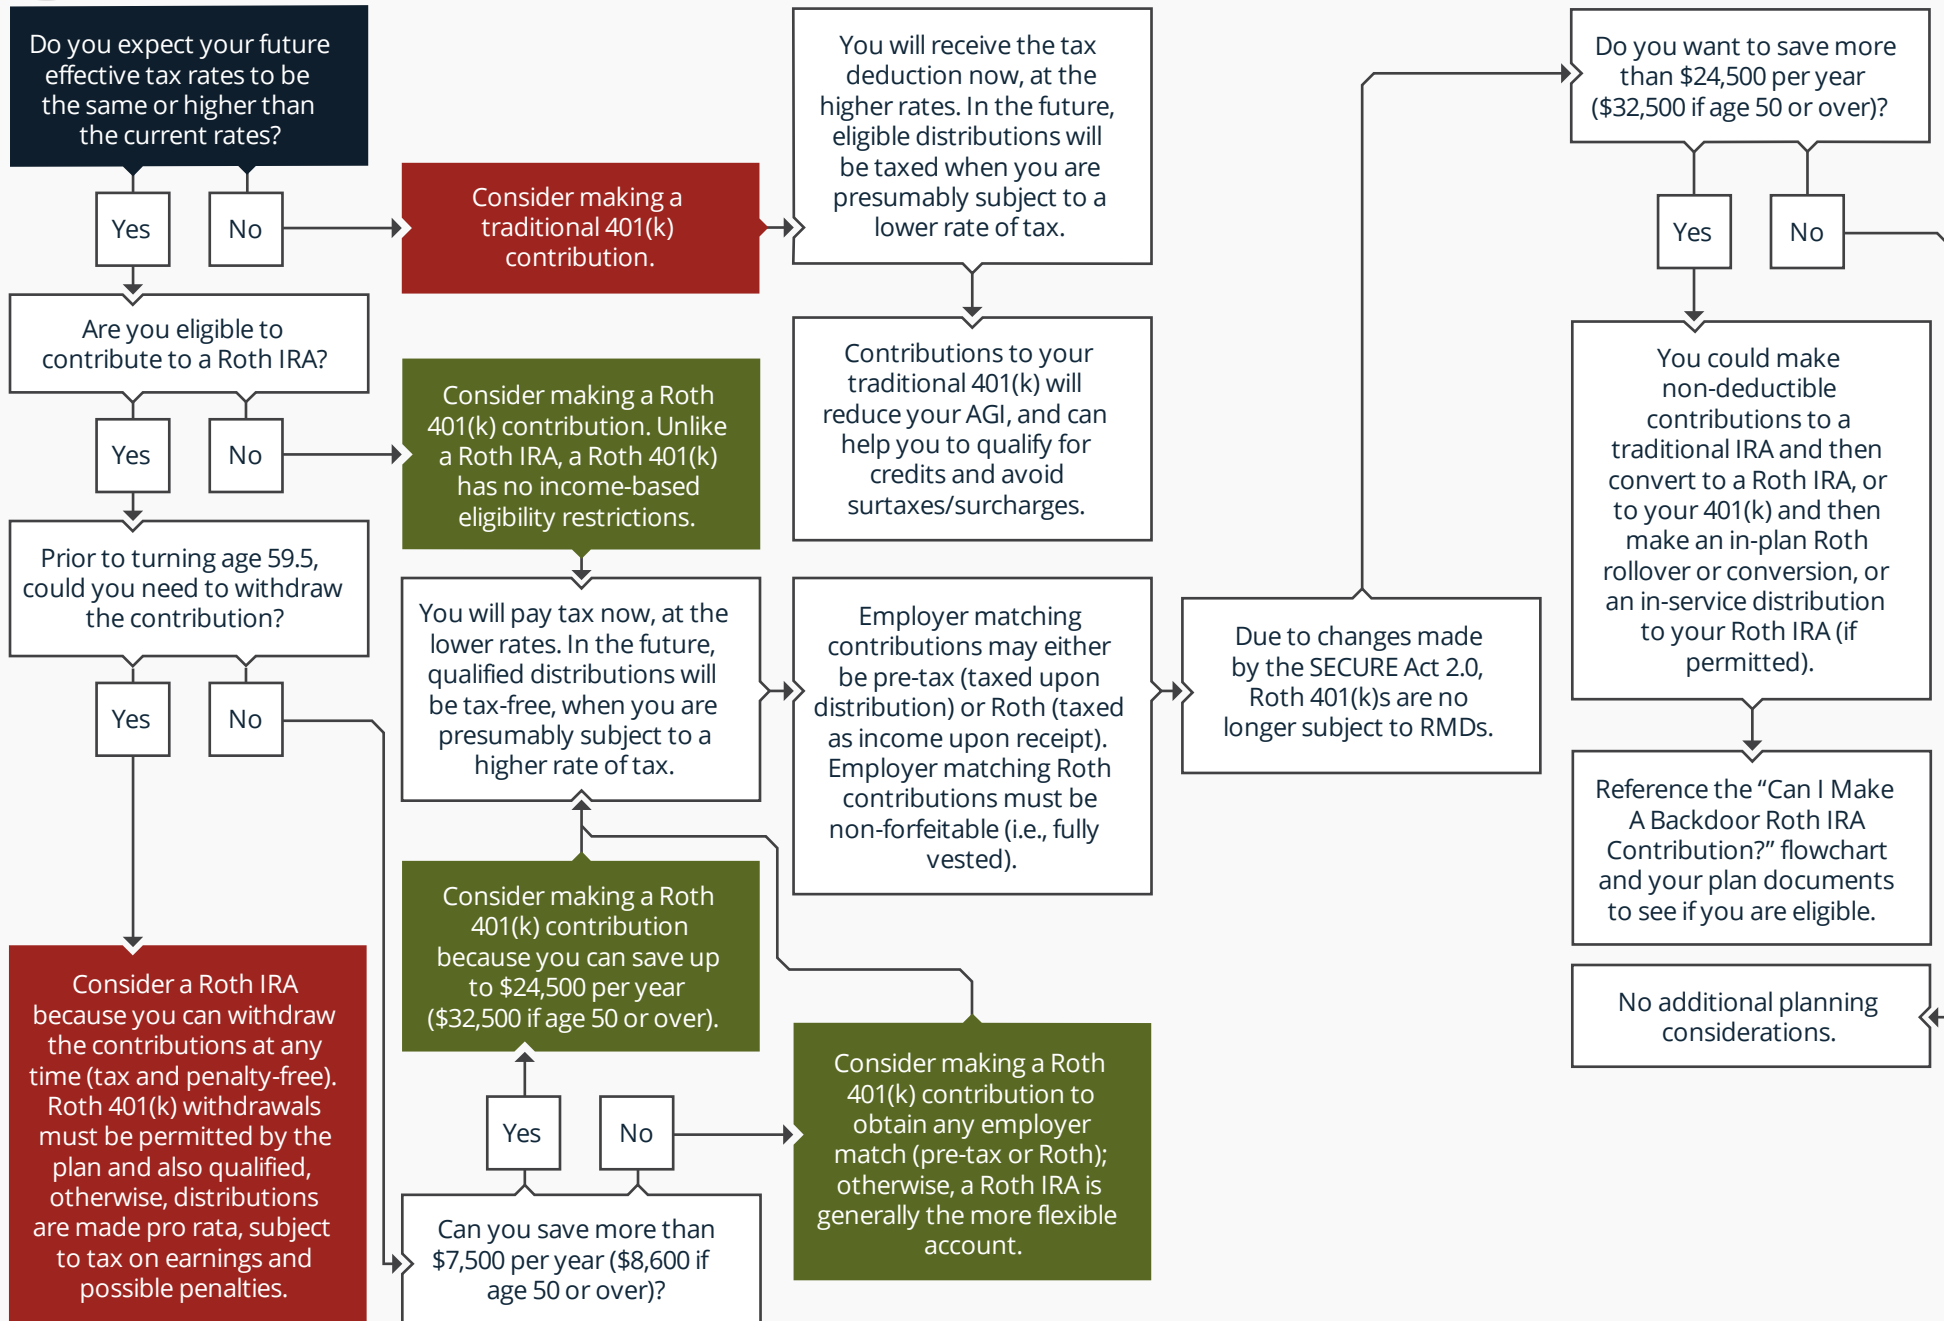 Do you expect your future
effective tax rates to be
the same or higher than
the current rates?
Yes
No
Consider making a
traditional 401(k)
contribution.
You will receive the tax
deduction now, at the
higher rates. In the future,
eligible distributions will
be taxed when you are
presumably subject to a
lower rate of tax.
Contributions to your
traditional 401(k) will
reduce your AGI, and can
help you to qualify for
credits and avoid
surtaxes/surcharges.
Are you eligible to
contribute to a Roth IRA?
Yes
No
Consider making a Roth
401(k) contribution. Unlike
a Roth IRA, a Roth 401(k)
has no income-based
eligibility restrictions.
Prior to turning age 59.5,
could you need to withdraw
the contribution?
Yes
No
Consider a Roth IRA
because you can withdraw
the contributions at any
time (tax and penalty-free).
Roth 401(k) withdrawals
must be permitted by the
plan and also qualified,
otherwise, distributions
are made pro rata, subject
to tax on earnings and
possible penalties.
Can you save more than
$7,500 per year ($8,600 if
age 50 or over)?
Yes
No
Consider making a Roth
401(k) contribution
because you can save up
to $24,500 per year
($32,500 if age 50 or over).
Consider making a Roth
401(k) contribution to
obtain any employer
match (pre-tax or Roth);
otherwise, a Roth IRA is
generally the more flexible
account.
You will pay tax now, at the
lower rates. In the future,
qualified distributions will
be tax-free, when you are
presumably subject to a
higher rate of tax.
Employer matching
contributions may either
be pre-tax (taxed upon
distribution) or Roth (taxed
as income upon receipt).
Employer matching Roth
contributions must be
non-forfeitable (i.e., fully
vested).
Due to changes made
by the SECURE Act 2.0,
Roth 401(k)s are no
longer subject to RMDs.
Do you want to save more
than $24,500 per year
($32,500 if age 50 or over)?
Yes
No
You could make
non-deductible
contributions to a
traditional IRA and then
convert to a Roth IRA, or
to your 401(k) and then
make an in-plan Roth
rollover or conversion, or
an in-service distribution
to your Roth IRA (if
permitted).
Reference the “Can I Make
A Backdoor Roth IRA
Contribution?” flowchart
and your plan documents
to see if you are eligible.
No additional planning
considerations.